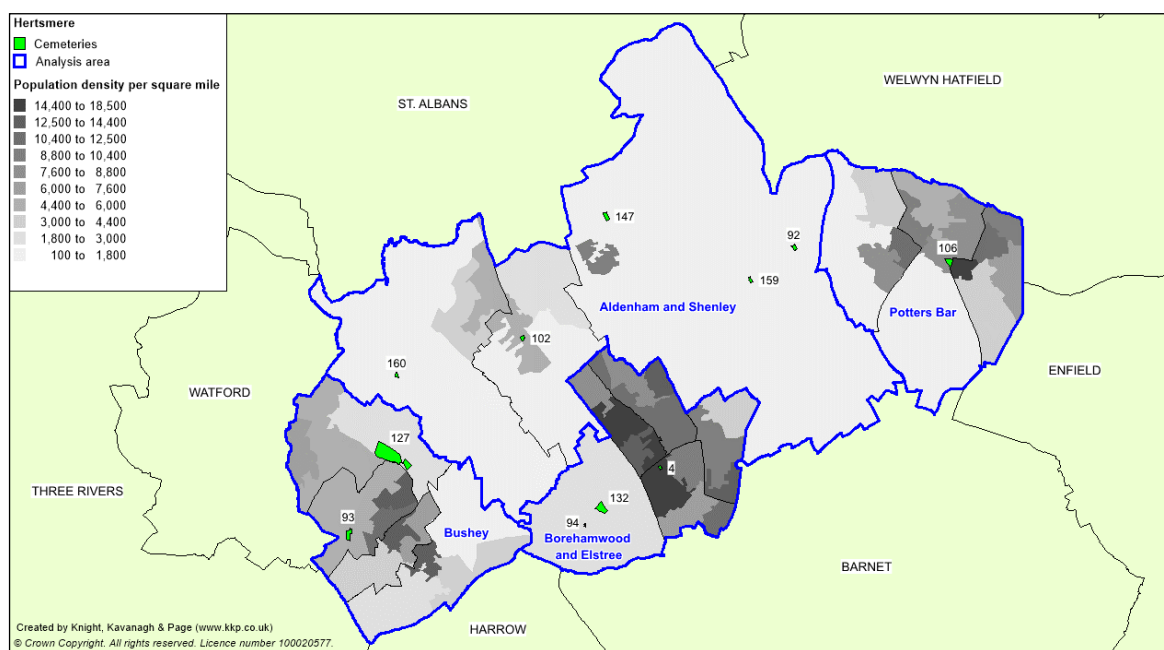 Hertsmere
Cemeteries
Analysis area
Population density per square mile
14,400 to 18,500
12,500 to 14,400
10,400 to 12,500
8,800 to 10,400
7,600 to 8,800
6,000 to 7,600
4,400 to 6,000
3,000 to 4,400
1,800 to 3,000
100 to 1,800
ST. ALBANS
WELWYN HATFIELD
147
92
106
159
Aldenham and Shenley
Potters Bar
102
160
ENFIELD
WATFORD
127
4
THREE RIVERS
132
93
94
Bushey
Borehamwood
and Elstree
BARNET
HARROW
Created by Knight, Kavanagh & Page (www.kkp.co.uk)
© Crown Copyright. All rights reserved. Licence number 100020577.